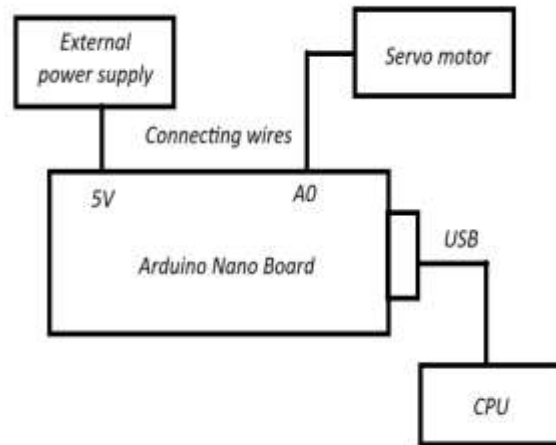 External
power supply
Servo motor
Connecting wires
5V
A0
Arduino Nano Board
USB
CPU